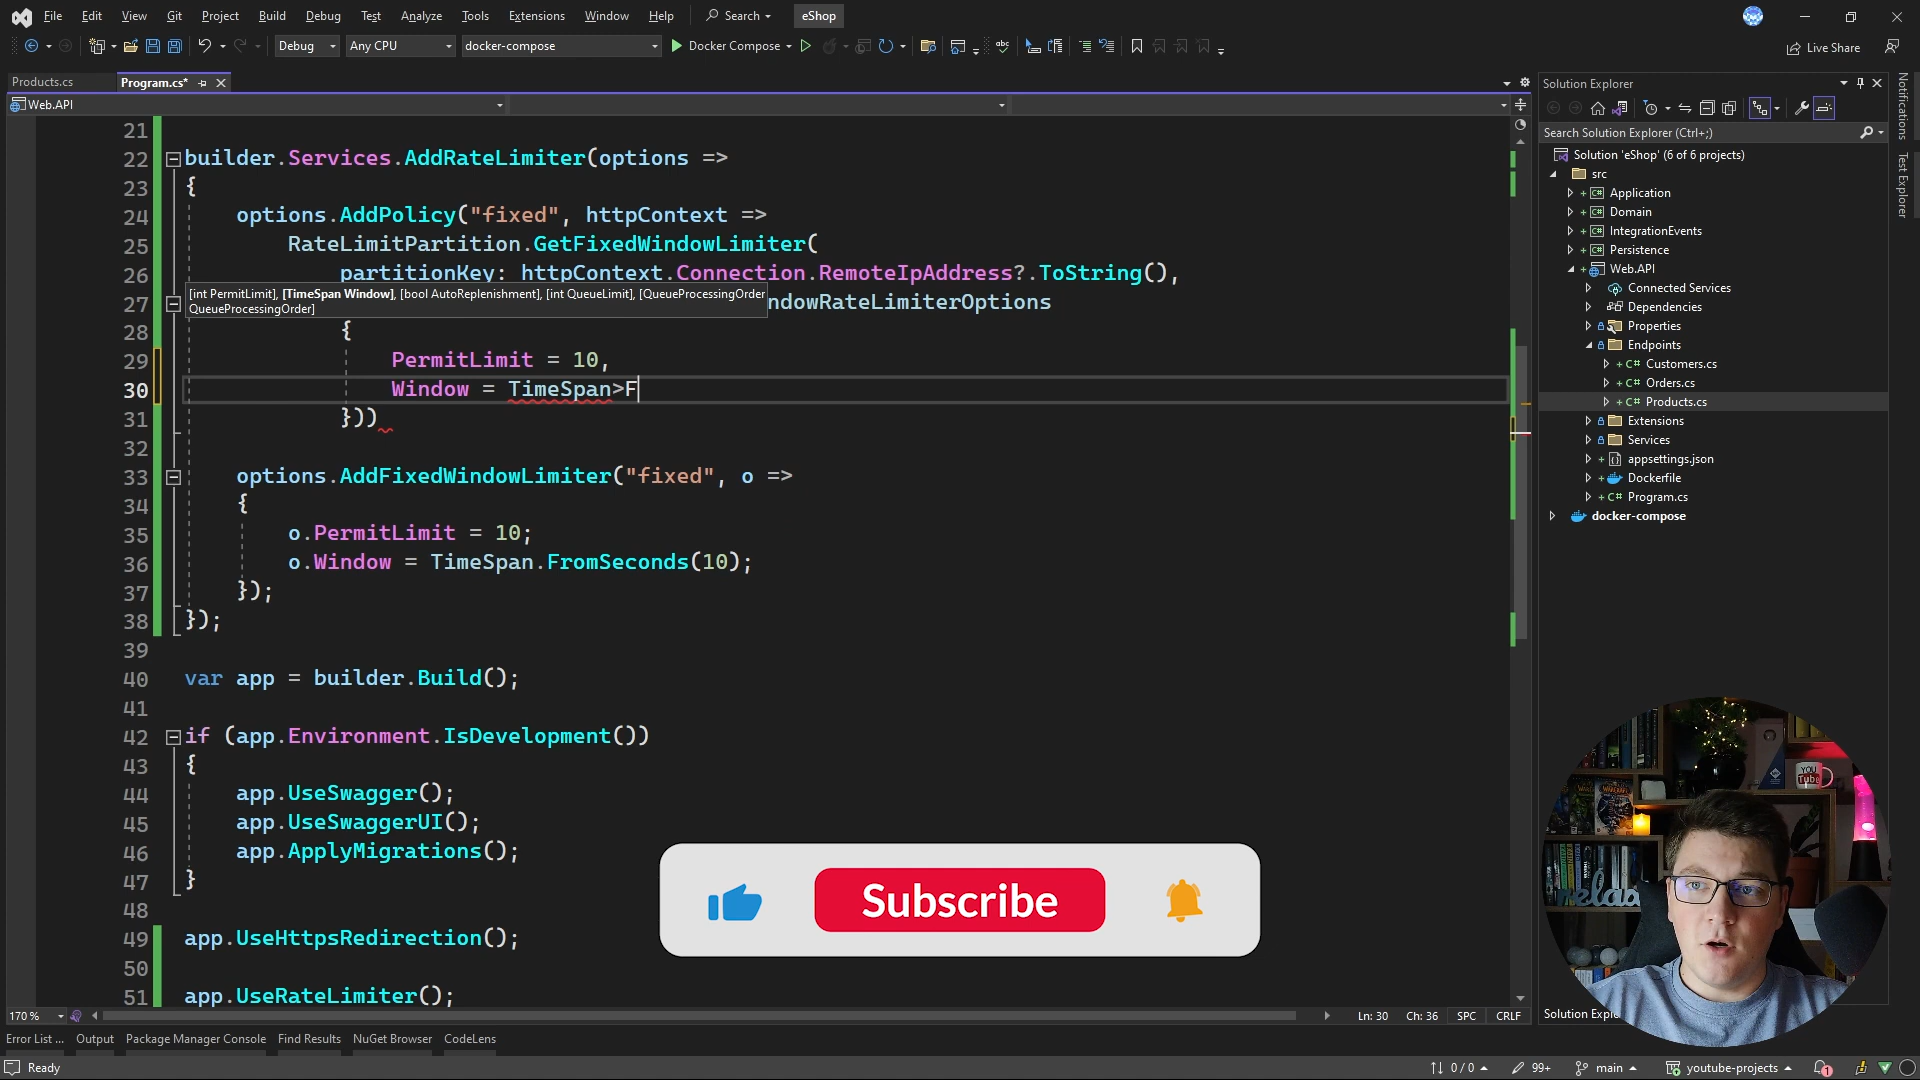 File Edit View Git Project Build Debug Test Analyze Tools Extensions Window Help Search eShop
Debug Any CPU docker-compose Docker Compose Live Share
Products.cs Program.cs*
Web.API
21
22 builder.Services.AddRateLimiter(options =>
23 {
24 options.AddPolicy("fixed", httpContext =>
25 RateLimitPartition.GetFixedWindowLimiter(
26 partitionKey: httpContext.Connection.RemoteIpAddress?.ToString(),
[int PermitLimit], [TimeSpan Window], [bool AutoReplenishment], [int QueueLimit], [QueueProcessingOrder
QueueProcessingOrder]
27 ndowRateLimiterOptions
28 {
29 PermitLimit = 10,
30 Window = TimeSpan>F
31 }))
32
33 options.AddFixedWindowLimiter("fixed", o =>
34 {
35 o.PermitLimit = 10;
36 o.Window = TimeSpan.FromSeconds(10);
37 });
38 });
39
40 var app = builder.Build();
41
42 if (app.Environment.IsDevelopment())
43 {
44 app.UseSwagger();
45 app.UseSwaggerUI();
46 app.ApplyMigrations();
47 }
48
49 app.UseHttpsRedirection();
50
51 app.UseRateLimiter();
Subscribe
170 % Ln: 30 Ch: 36 SPC CRLF
Error List ... Output Package Manager Console Find Results NuGet Browser CodeLens
Ready 0 / 0 99+ main youtube-projects 1
Solution Explorer
Search Solution Explorer (Ctrl+;)
Solution 'eShop' (6 of 6 projects)
src
C# Application
C# Domain
C# IntegrationEvents
C# Persistence
Web.API
Connected Services
Dependencies
Properties
Endpoints
C# Customers.cs
C# Orders.cs
C# Products.cs
Extensions
Services
appsettings.json
Dockerfile
C# Program.cs
docker-compose
Solution Explo
Notifications
Test Explorer
YOU
Tube
relax